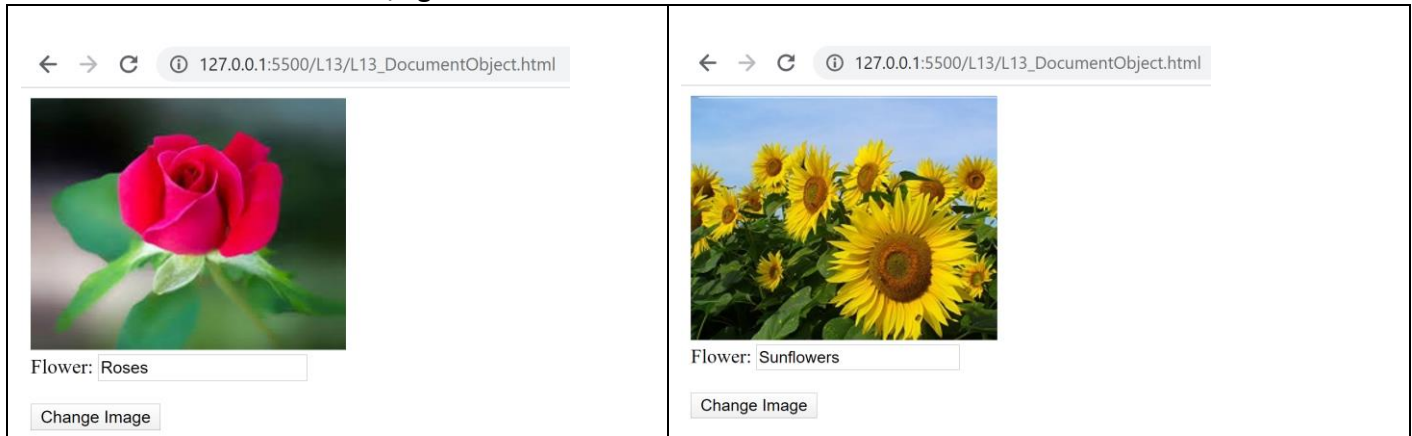 127.0.0.1:5500/L13/L13_DocumentObject.html
Flower: Roses
Change Image
127.0.0.1:5500/L13/L13_DocumentObject.html
Flower: Sunflowers
Change Image